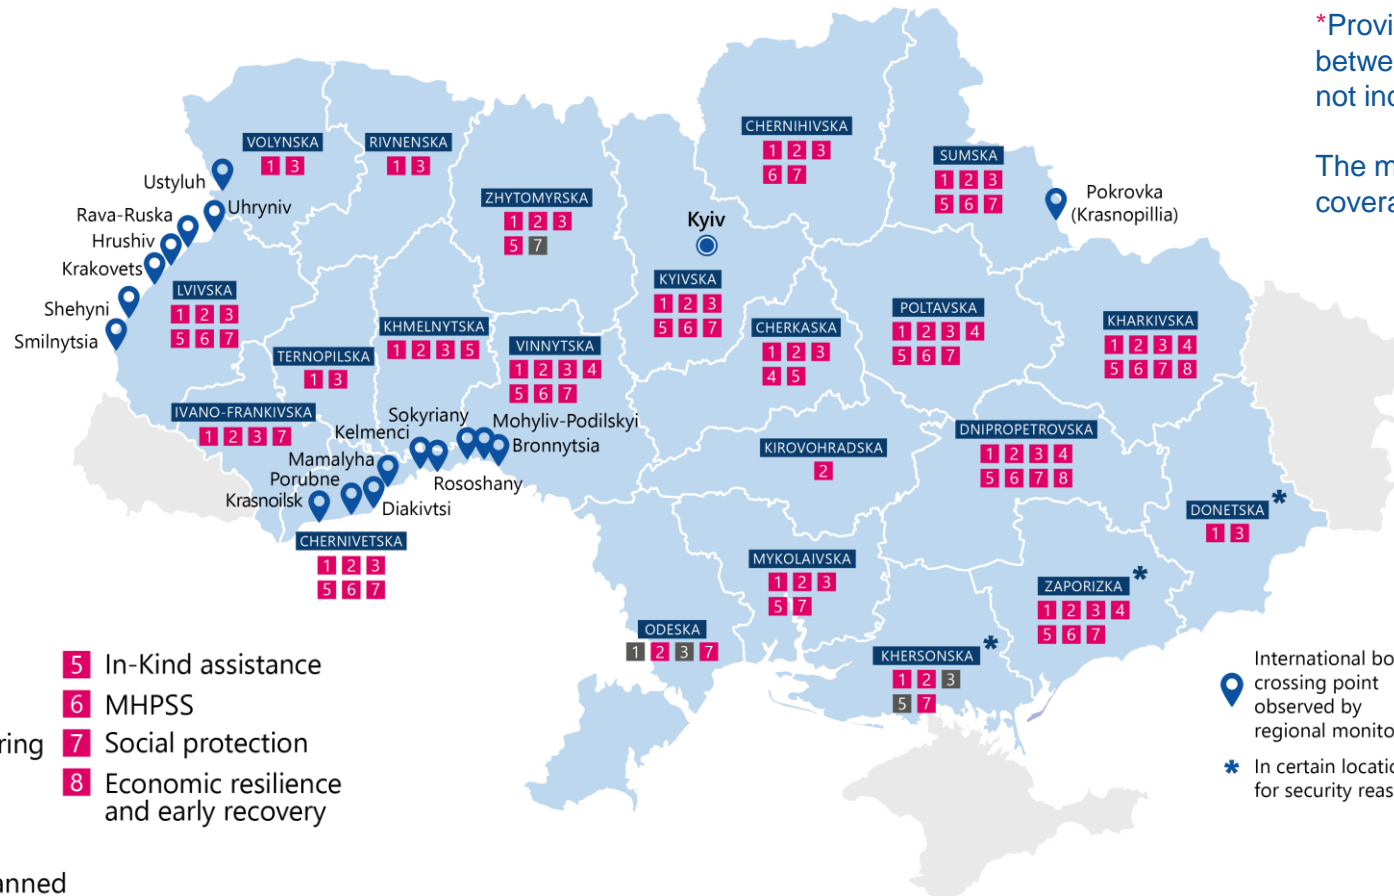 *Provi
betwe
not inc
The m
covera
CHERNIHIVSKA
1 2 3
6 7
VOLYNSKA
1 3
RIVNENSKA
1 3
SUMSKA
1 2 3
5 6 7
Ustyluh
ZHYTOMYRSKA
1 2 3
5 7
Pokrovka
(Krasnopillia)
Uhryniv
Rava-Ruska
Hrushiv
Krakovets
Kyiv
KYIVSKA
1 2 3
5 6 7
LVIVSKA
1 2 3
5 6 7
Shehyni
Smilnytsia
POLTAVSKA
1 2 3 4
5 6 7
KHARKIVSKA
1 2 3 4
5 6 7 8
KHMELNYTSKA
1 2 3 5
CHERKASKA
1 2 3
4 5
VINNYTSKA
1 2 3 4
5 6 7
TERNOPILSKA
1 3
IVANO-FRANKIVSKA
1 2 3 7
Sokyriany
Mohyliv-Podilskyi
Kelmenci
Bronnytsia
Mamalyha
Rososhany
Porubne
Krasnoilsk
Diakivtsi
KIROVOHRADSKA
2
DNIPROPETROVSKA
1 2 3 4
5 6 7 8
DONETSKA *
1 3
CHERNIVETSKA
1 2 3
5 6 7
MYKOLAIVSKA
1 2 3
5 7
ZAPORIZKA *
1 2 3 4
5 6 7
ODESKA
1 2 3 7
KHERSONSKA *
1 2 3
5 7
5 In-Kind assistance
6 MHPSS
ring
7 Social protection
8 Economic resilience
and early recovery
anned
International bo
crossing point
observed by
regional monito
* In certain locatio
for security reas